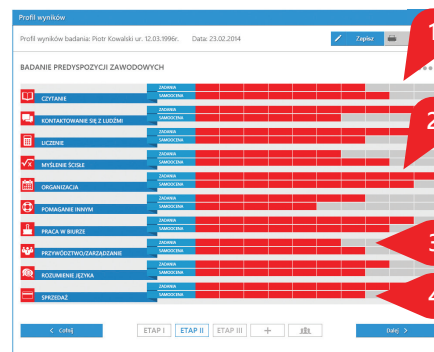 Profil wyników
Profil wyników badania: Piotr Kowalski ur. 12.03.1996r. Data: 23.02.2014
Zapisz
1
BADANIE PREDYSPOZYCJI ZAWODOWYCH
ZADANIA
CZYTANIE
SAMOOCENA
ZADANIA
KONTAKTOWANIE SIĘ Z LUDŹMI
SAMOOCENA
2
ZADANIA
LICZENIE
SAMOOCENA
ZADANIA
MYŚLENIE ŚCISŁE
SAMOOCENA
ZADANIA
ORGANIZACJA
SAMOOCENA
ZADANIA
POMAGANIE INNYM
SAMOOCENA
ZADANIA
PRACA W BIURZE
SAMOOCENA
ZADANIA
PRZYWÓDZTWO/ZARZĄDZANIE
SAMOOCENA
3
ZADANIA
ROZUMIENIE JĘZYKA
SAMOOCENA
ZADANIA
SPRZEDAŻ
SAMOOCENA
4
< Cofnij
ETAP I ETAP II ETAP III +
Dalej >